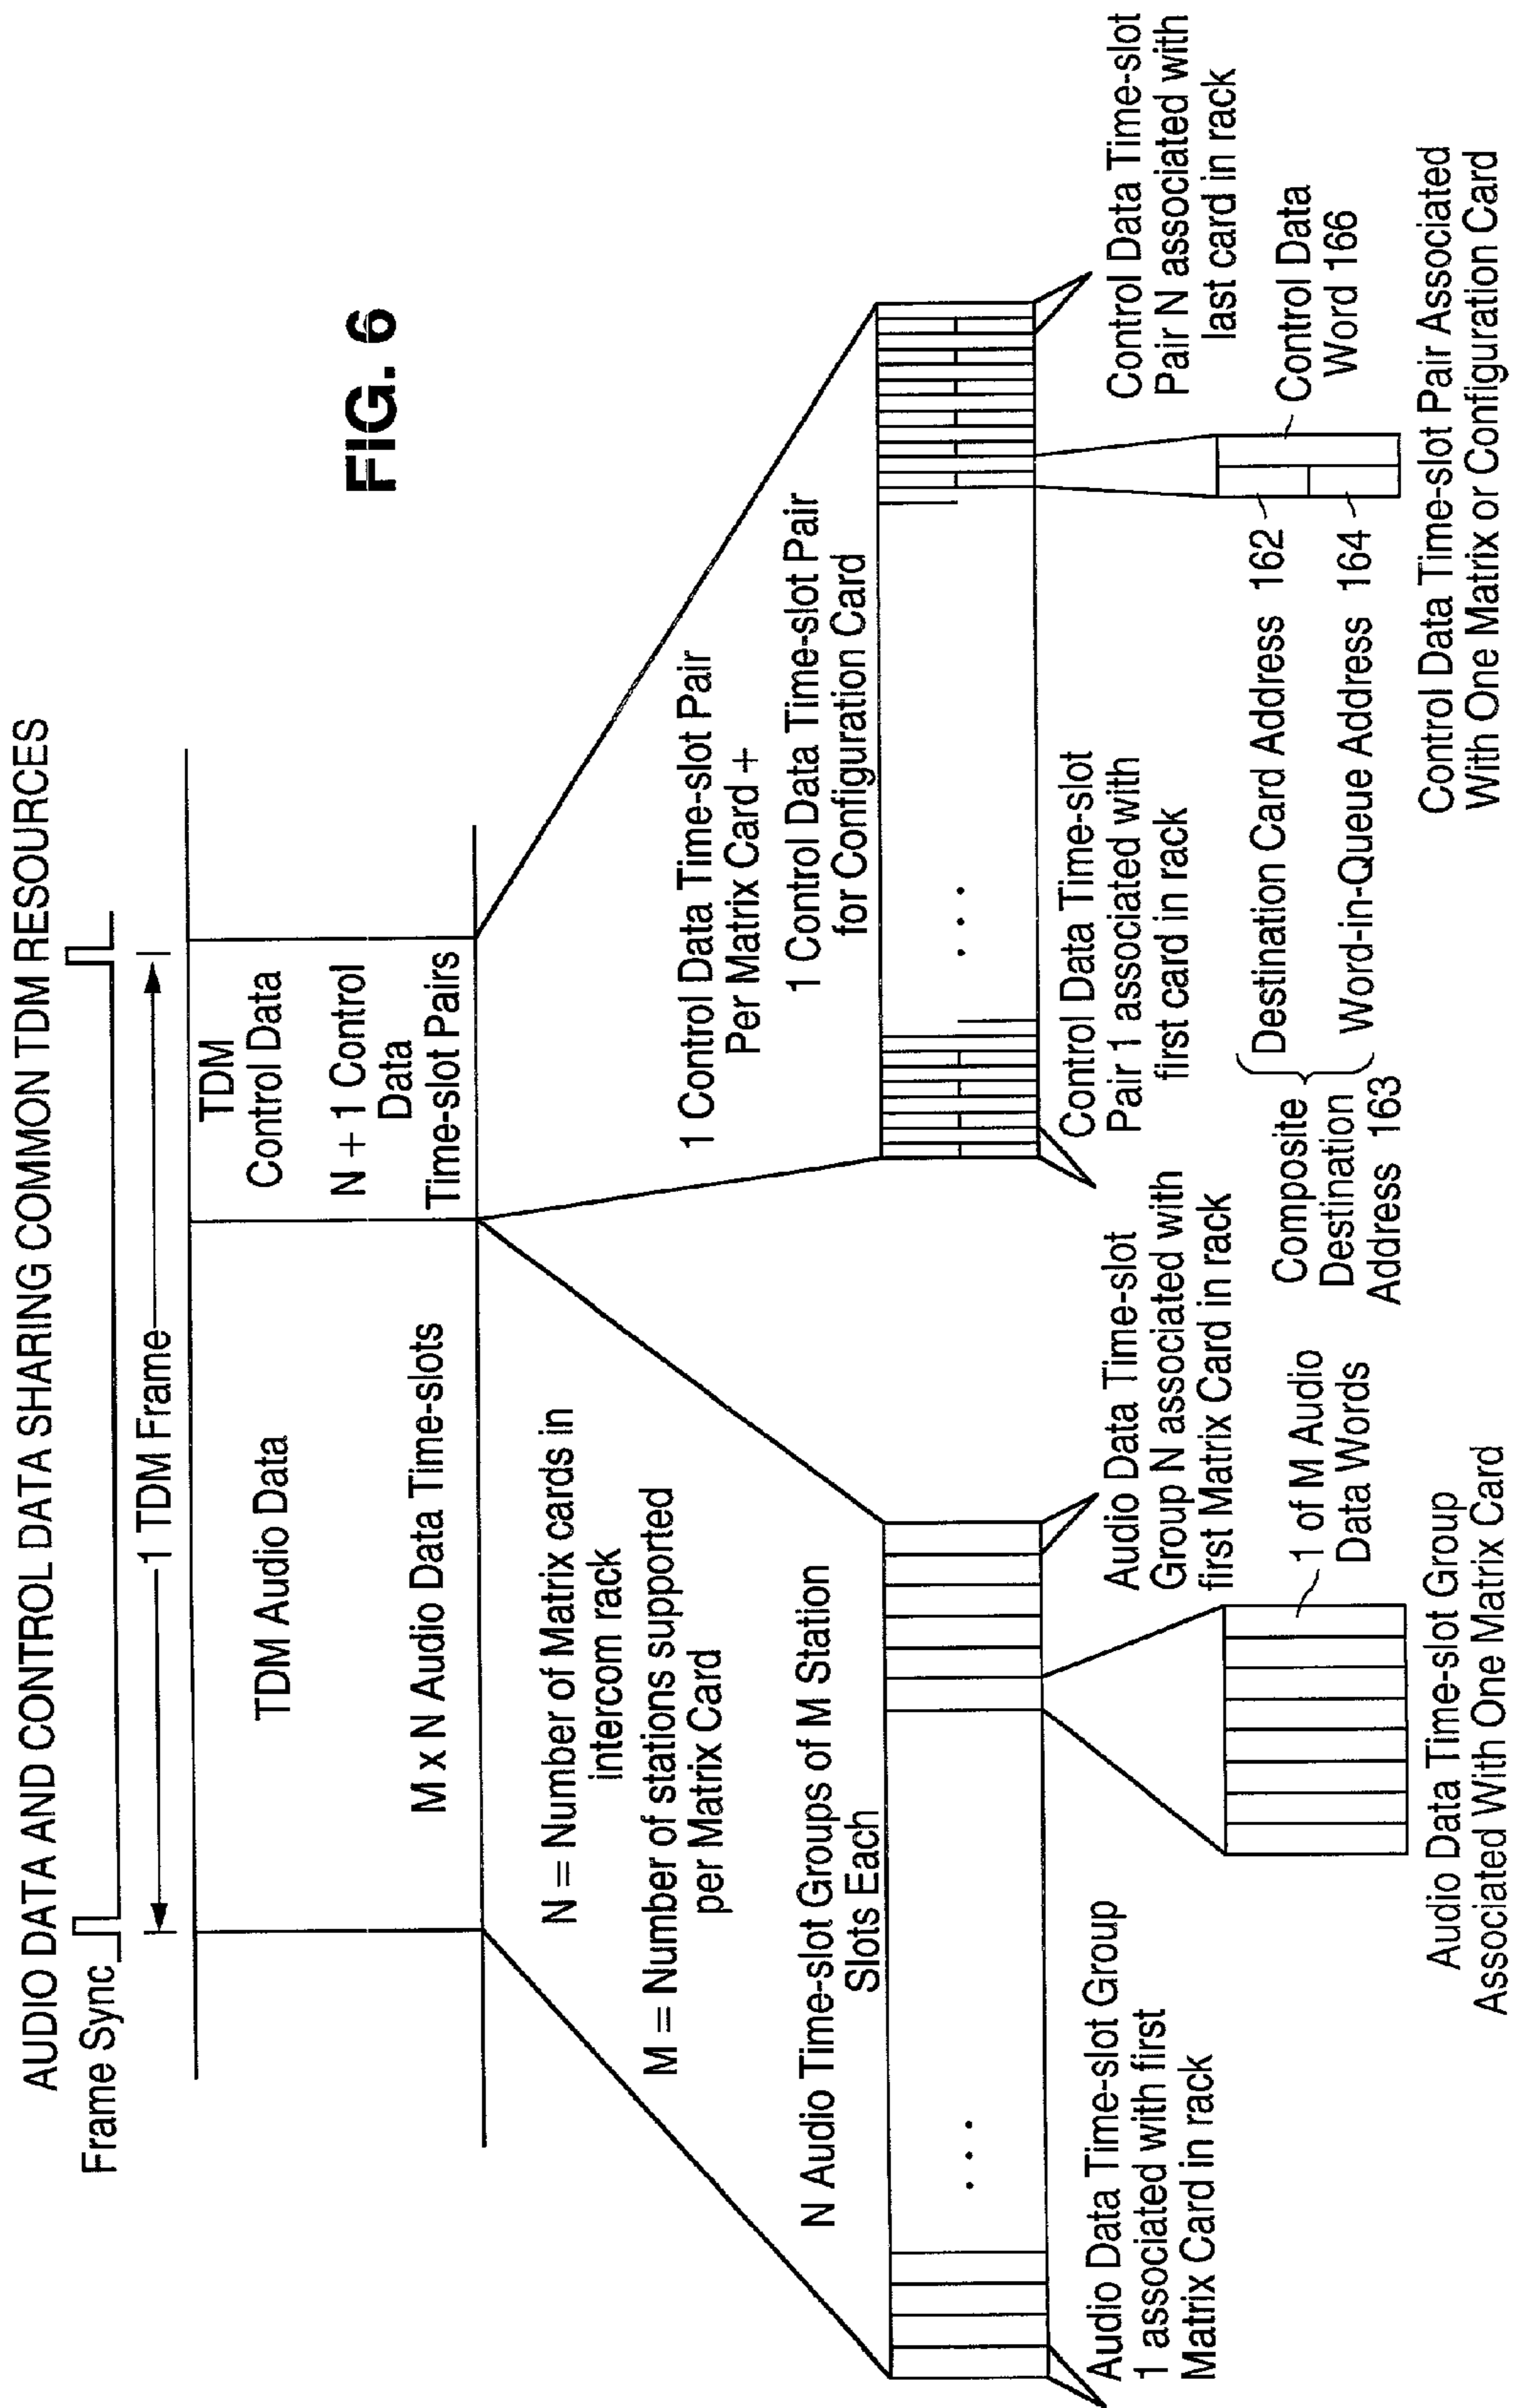 AUDIO DATA AND CONTROL DATA SHARING COMMON TDM RESOURCES
Frame Sync
1 TDM Frame
TDM Audio Data
M x N Audio Data Time-slots
TDM
Control Data
N + 1 Control
Data
Time-slot Pairs
FIG. 6
N = Number of Matrix cards in
intercom rack
M = Number of stations supported
per Matrix Card
N Audio Time-slot Groups of M Station
Slots Each
1 Control Data Time-slot Pair
Per Matrix Card +
1 Control Data Time-slot Pair
for Configuration Card
. . .
. . .
Audio Data Time-slot Group
1 associated with first
Matrix Card in rack
Audio Data Time-slot
Group N associated with
first Matrix Card in rack
Control Data Time-slot
Pair 1 associated with
first card in rack
Control Data Time-slot
Pair N associated with
last card in rack
1 of M Audio
Data Words
Audio Data Time-slot Group
Associated With One Matrix Card
Composite
Destination
Address 163
Destination Card Address 162
Word-in-Queue Address 164
Control Data
Word 166
Control Data Time-slot Pair Associated
With One Matrix or Configuration Card